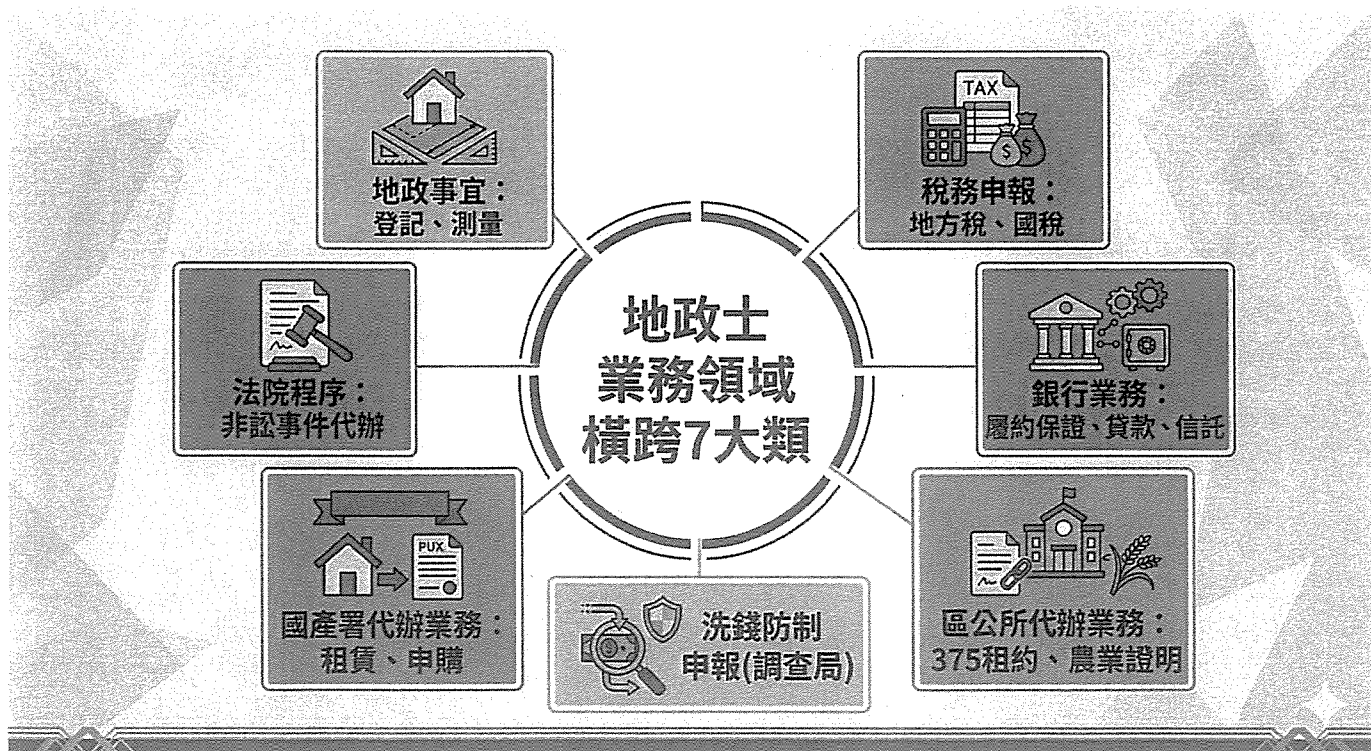 地政事宜：
登記、測量
TAX
$
$
稅務申報：
地方稅、國稅
地政士
業務領域
橫跨7大類
法院程序：
非訟事件代辦
銀行業務：
履約保證、貸款、信託
PUX
國產署代辦業務：
租賃、申購
洗錢防制
申報(調查局)
區公所代辦業務：
375租約、農業證明